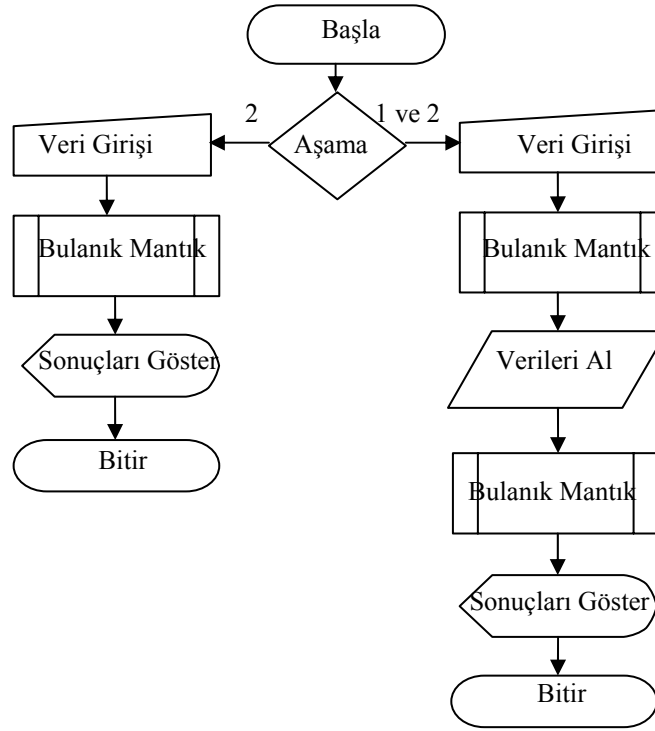 Başla
2
Aşama
1 ve 2
Veri Girişi
Bulanık Mantık
Sonuçları Göster
Bitir
Veri Girişi
Bulanık Mantık
Verileri Al
Bulanık Mantık
Sonuçları Göster
Bitir